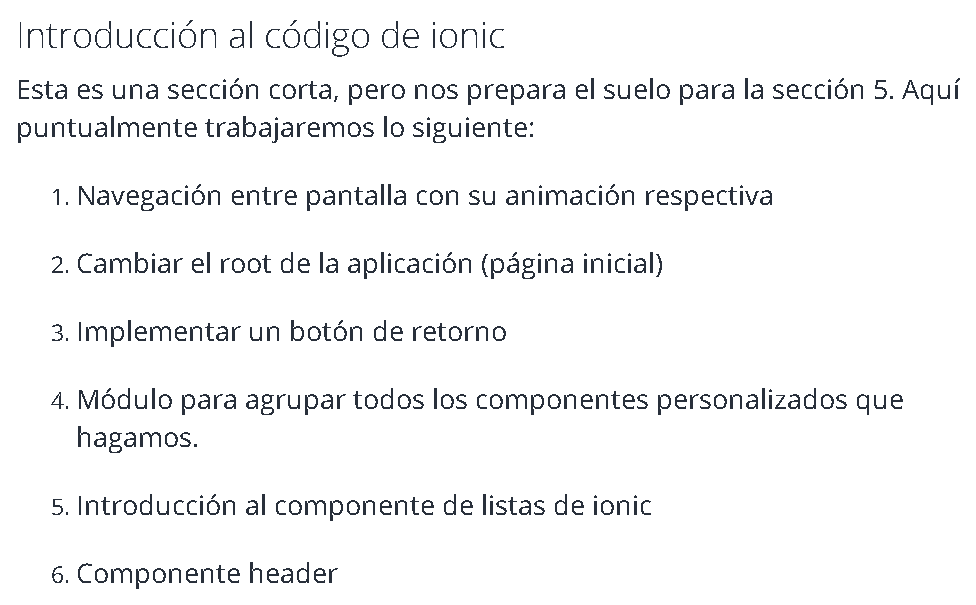 Introducción al código de ionic
Esta es una sección corta, pero nos prepara el suelo para la sección 5. Aquí
puntualmente trabajaremos lo siguiente:
1. Navegación entre pantalla con su animación respectiva
2. Cambiar el root de la aplicación (página inicial)
3. Implementar un botón de retorno
4. Módulo para agrupar todos los componentes personalizados que
hagamos.
5. Introducción al componente de listas de ionic
6. Componente header